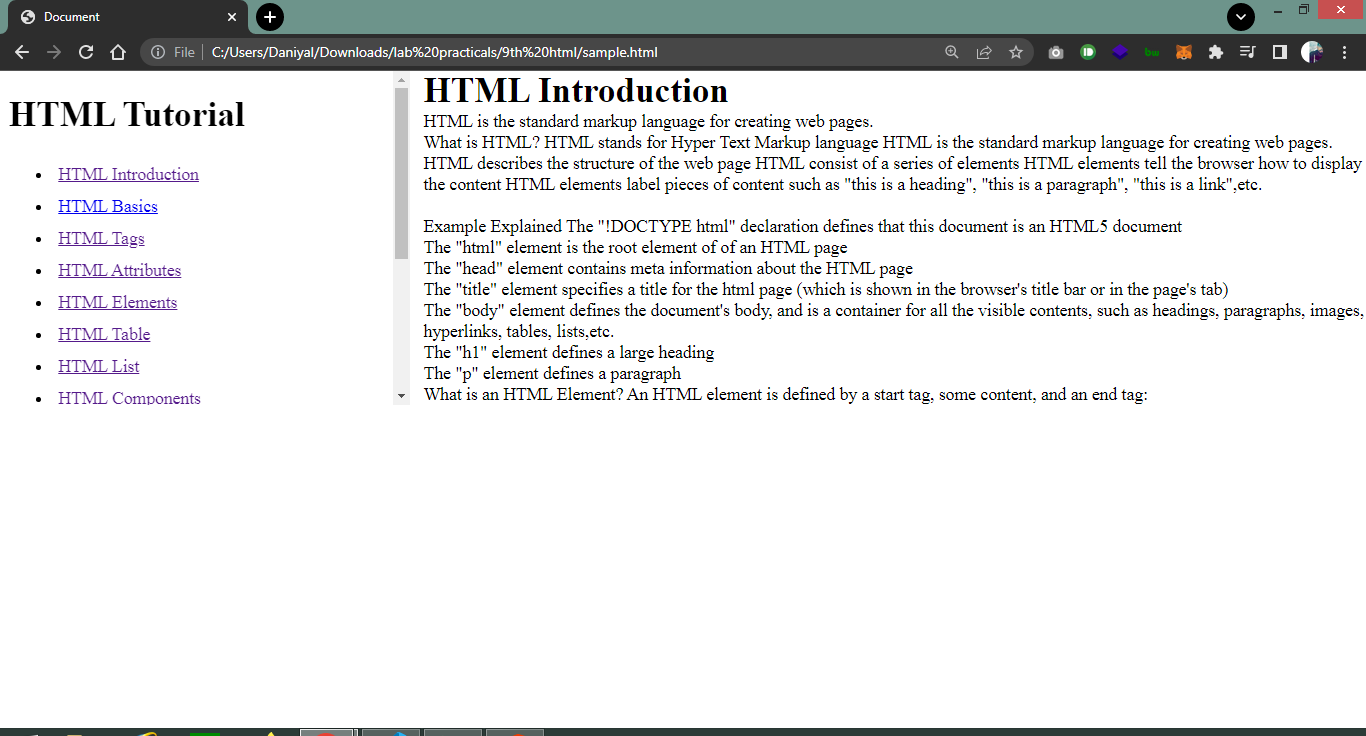 Document
File
C:/Users/Daniyal/Downloads/lab%20practicals/9th%20html/sample.html
bw
HTML Tutorial
HTML Introduction
HTML Basics
HTML Tags
HTML Attributes
HTML Elements
HTML Table
HTML List
HTML Components
HTML Introduction
HTML is the standard markup language for creating web pages.
What is HTML? HTML stands for Hyper Text Markup language HTML is the standard markup language for creating web pages.
HTML describes the structure of the web page HTML consist of a series of elements HTML elements tell the browser how to display
the content HTML elements label pieces of content such as "this is a heading", "this is a paragraph", "this is a link",etc.
Example Explained The "!DOCTYPE html" declaration defines that this document is an HTML5 document
The "html" element is the root element of of an HTML page
The "head" element contains meta information about the HTML page
The "title" element specifies a title for the html page (which is shown in the browser's title bar or in the page's tab)
The "body" element defines the document's body, and is a container for all the visible contents, such as headings, paragraphs, images,
hyperlinks, tables, lists,etc.
The "h1" element defines a large heading
The "p" element defines a paragraph
What is an HTML Element? An HTML element is defined by a start tag, some content, and an end tag: